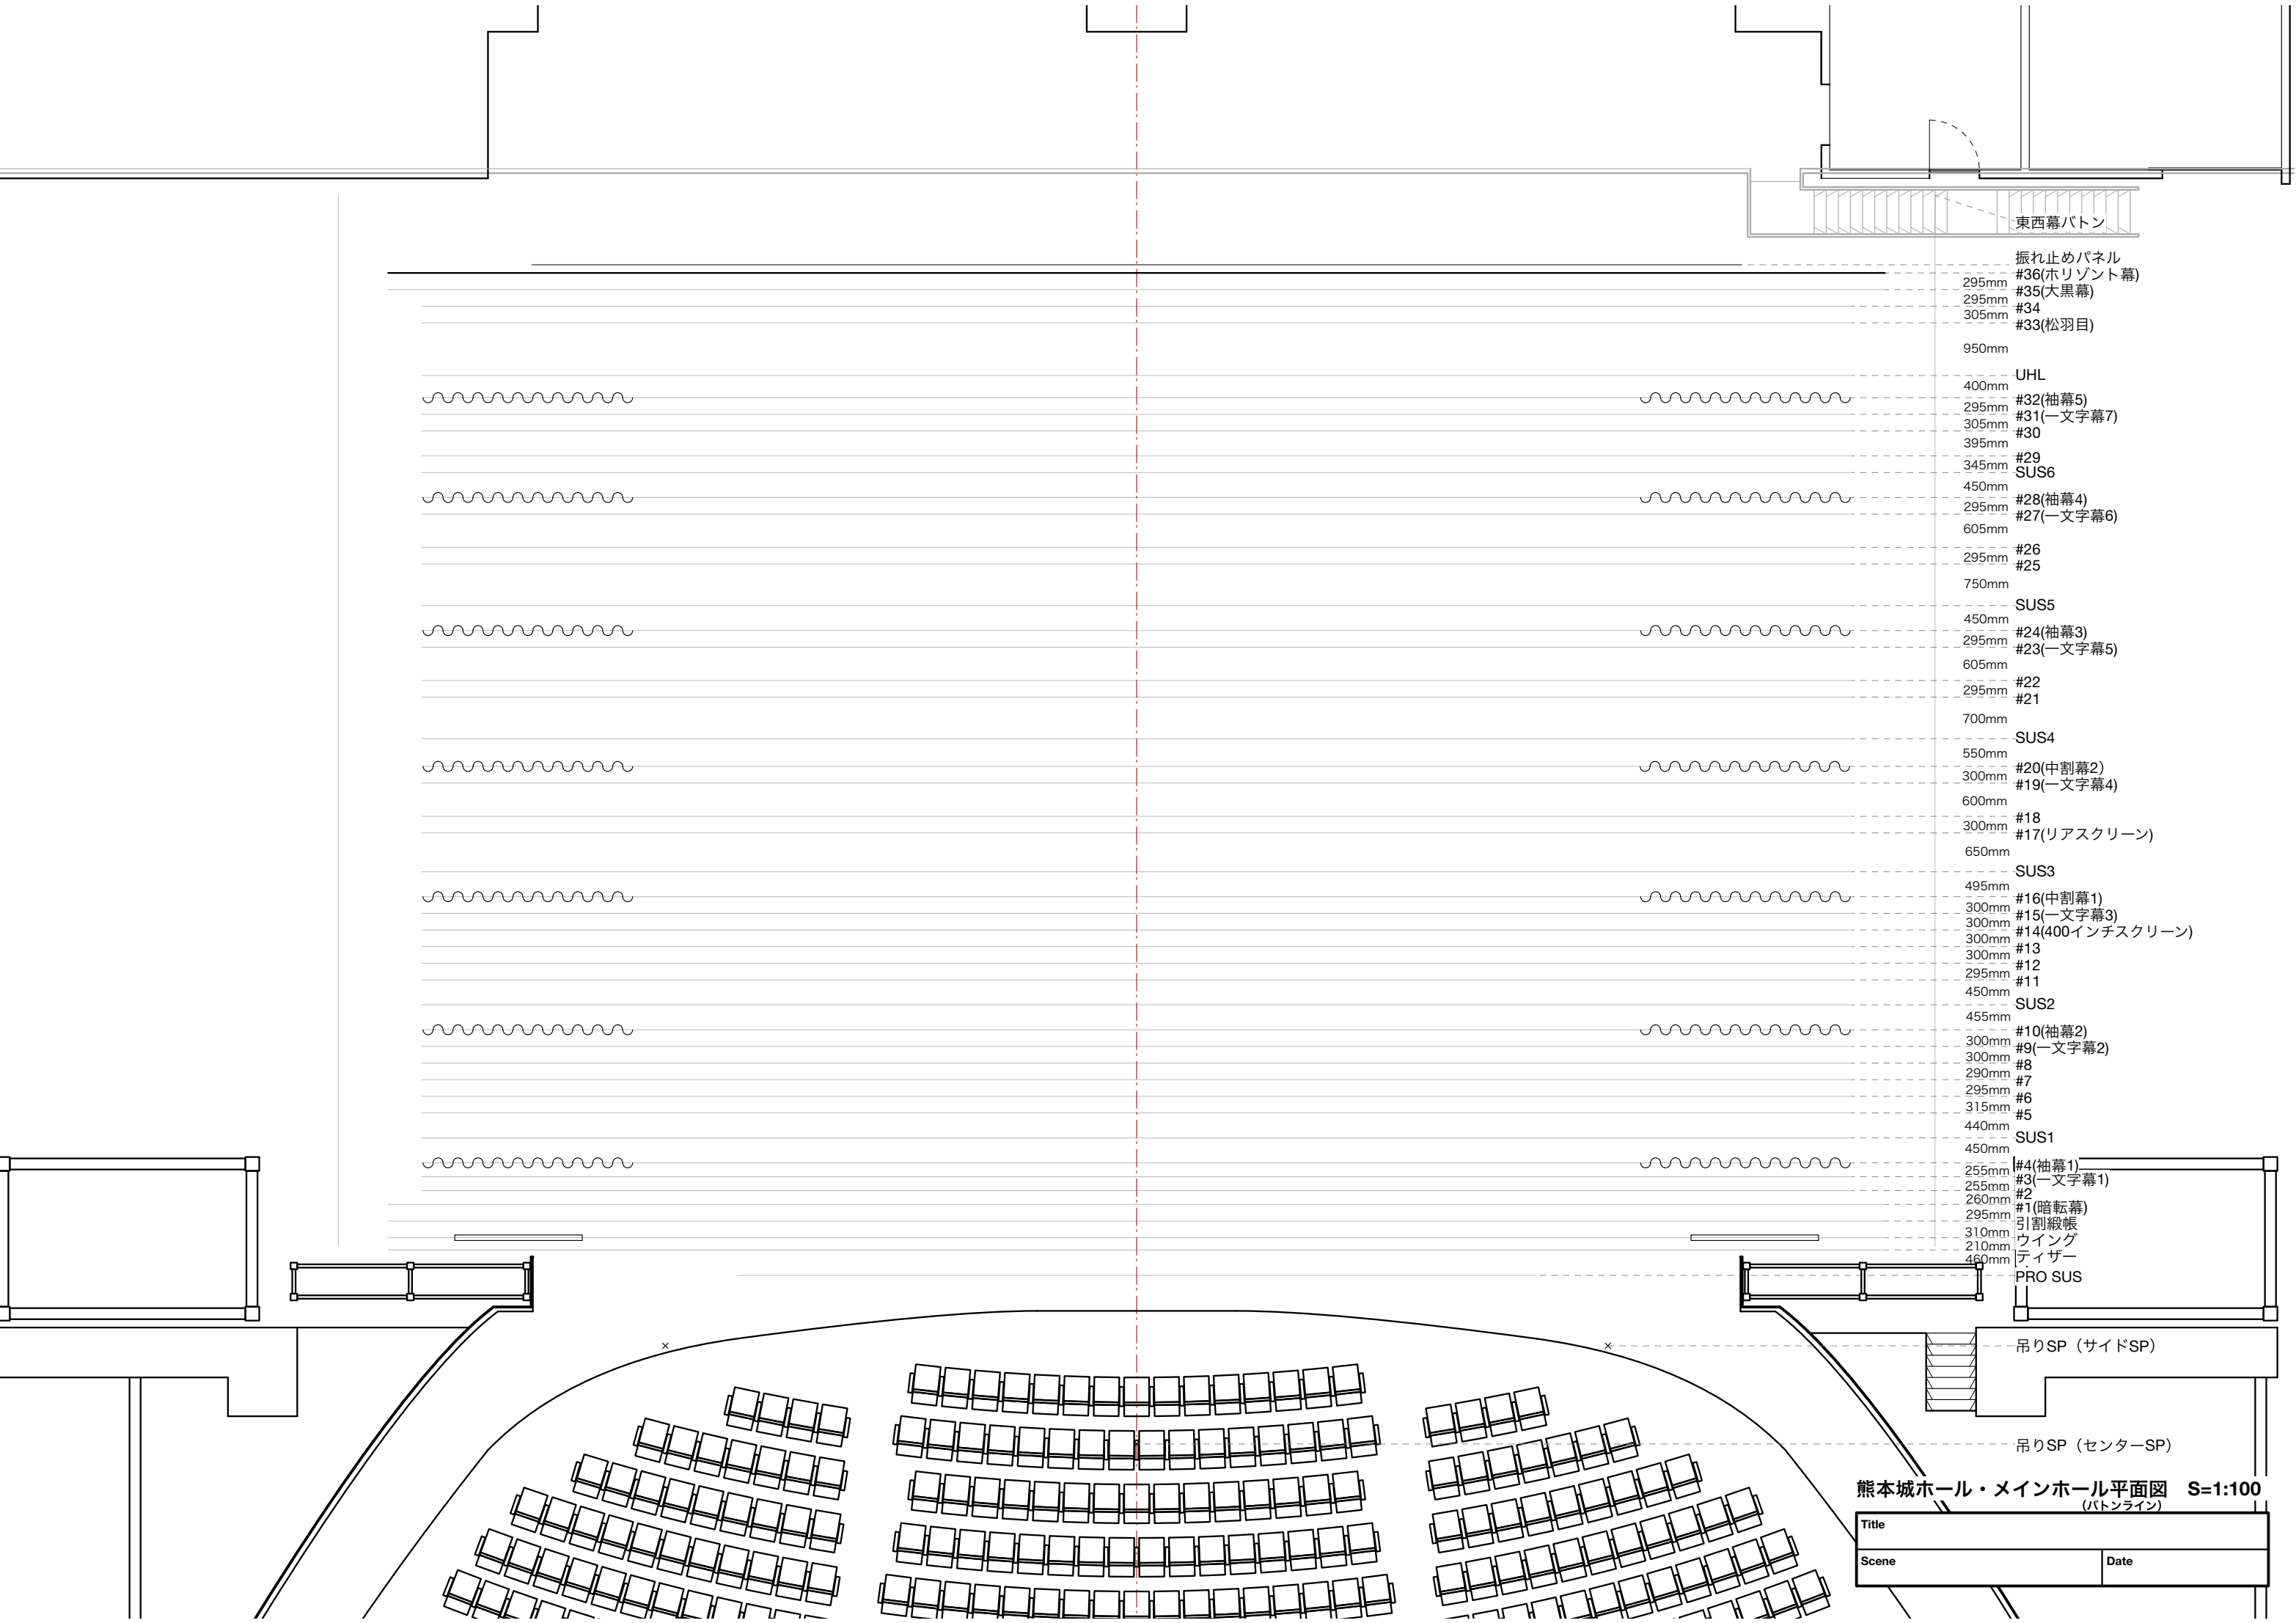 東西幕バトン
振れ止めパネル
#36(ホリゾント幕)
295mm
#35(大黒幕)
295mm
#34
305mm
#33(松羽目)
950mm
UHL
400mm
#32(袖幕5)
295mm
#31(一文字幕7)
305mm
#30
395mm
#29
345mm
SUS6
450mm
#28(袖幕4)
295mm
#27(一文字幕6)
605mm
#26
295mm
#25
750mm
SUS5
450mm
#24(袖幕3)
295mm
#23(一文字幕5)
605mm
#22
295mm
#21
700mm
SUS4
550mm
#20(中割幕2）
300mm
#19(一文字幕4)
600mm
#18
300mm
#17(リアスクリーン)
650mm
SUS3
495mm
#16(中割幕1)
300mm
#15(一文字幕3)
300mm
#14(400インチスクリーン)
300mm
#13
300mm
#12
295mm
#11
450mm
SUS2
455mm
#10(袖幕2)
300mm
#9(一文字幕2)
300mm
#8
290mm
#7
295mm
#6
315mm
#5
440mm
SUS1
450mm
#4(袖幕1)
255mm
#3(一文字幕1)
255mm
#2
260mm
#1(暗転幕)
295mm
引割緞帳
310mm
ウイング
210mm
ティザー
460mm
PRO SUS
吊りSP（サイドSP）
吊りSP（センターSP）
熊本城ホール・メインホール平面図　S=1:100
（バトンライン）
Title
Scene
Date